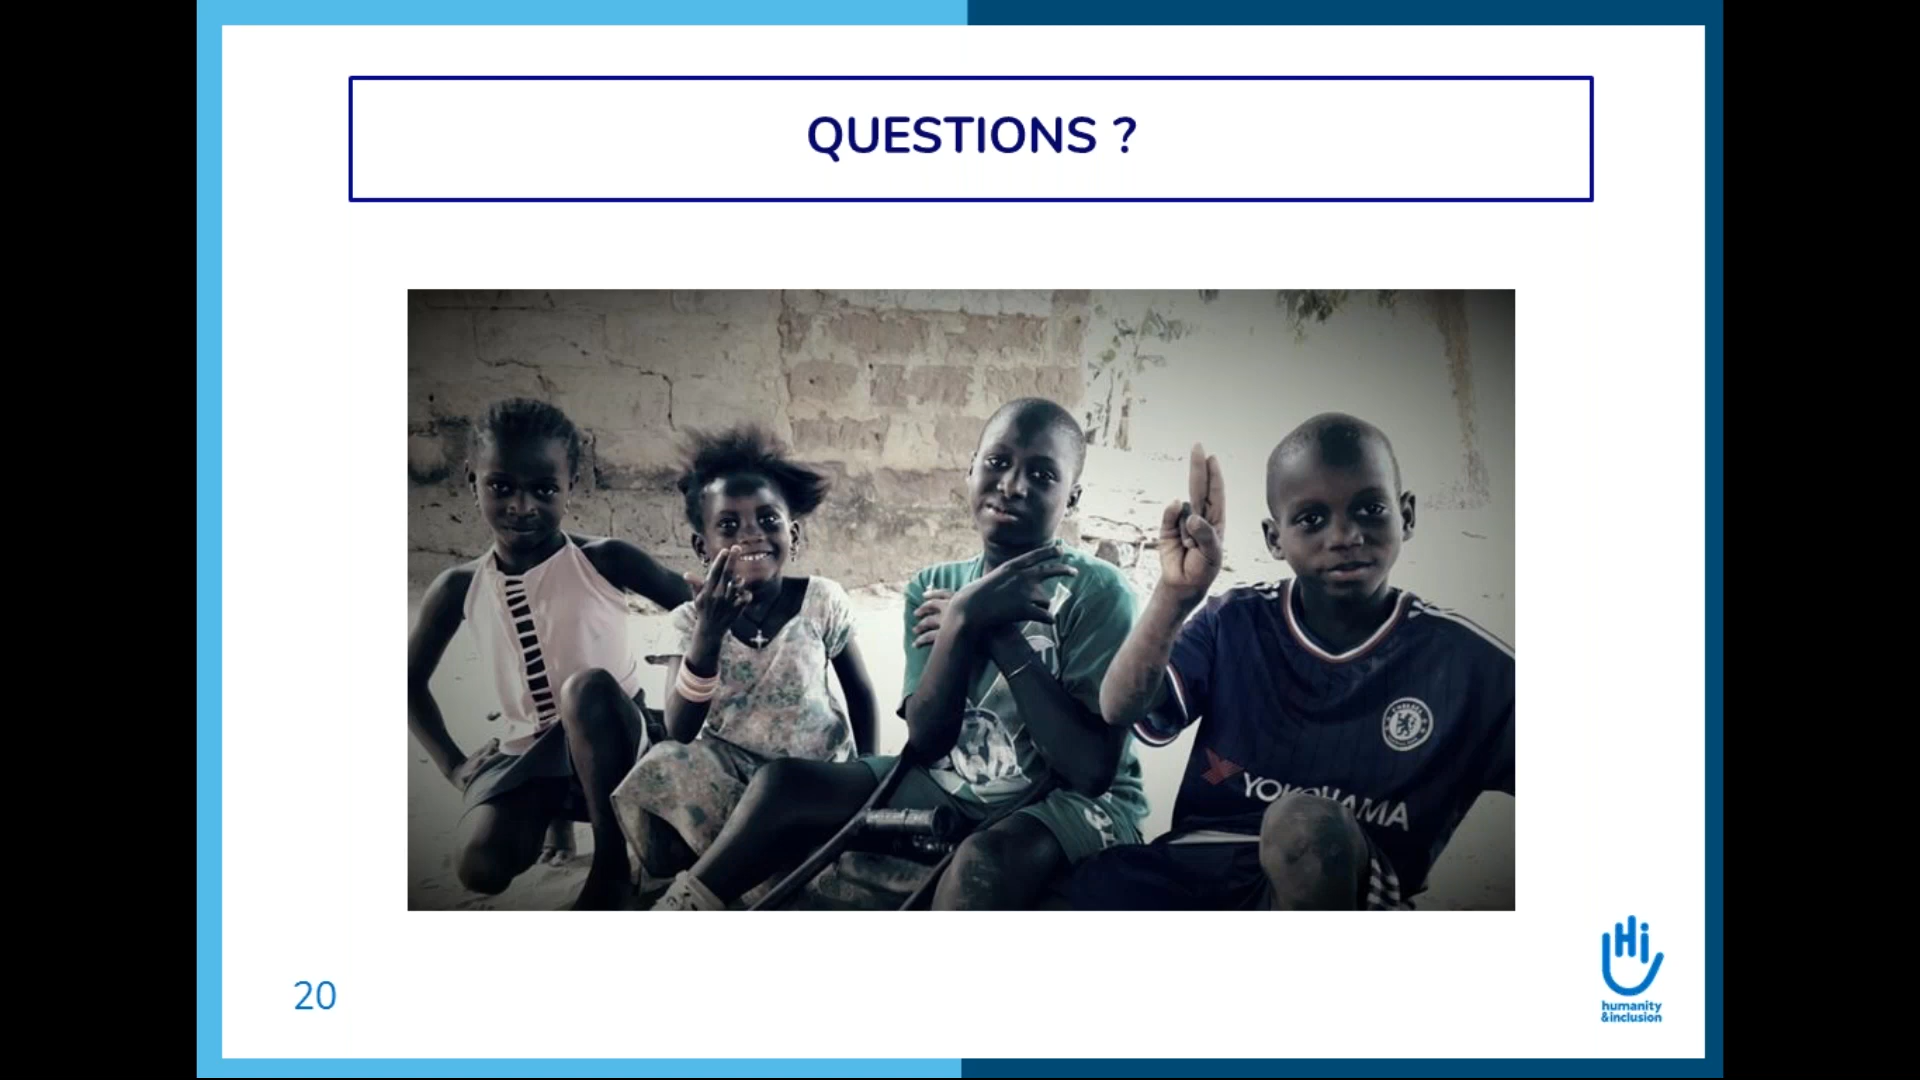 QUESTIONS ?
YOKOHAMA
20
Hi
humanity
&inclusion